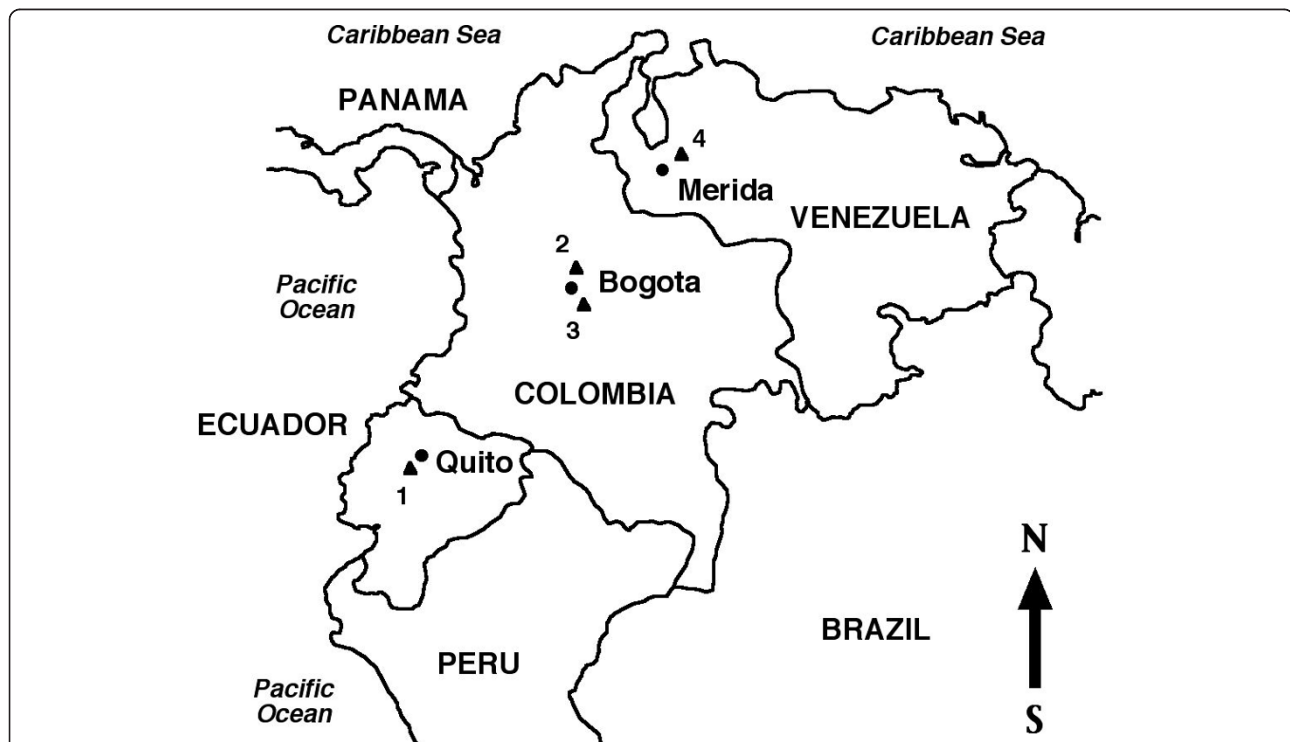 Caribbean Sea
Caribbean Sea
PANAMA
4
Merida
VENEZUELA
2
Bogota
Pacific
Ocean
3
COLOMBIA
ECUADOR
Quito
1
N
BRAZIL
PERU
Pacific
Ocean
S